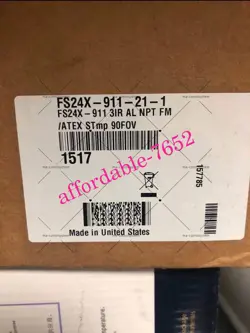 FS24X-911-21-1
FS24X-911 3IR AL NPT FM
/ATEX STmp 90FOV
affordable-7652
1517
157785
Made in United States